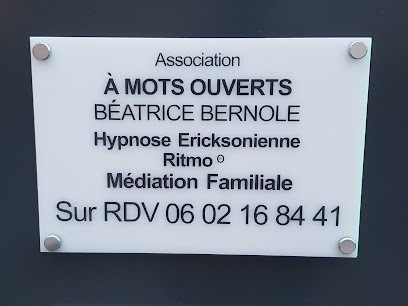 Association
À MOTS OUVERTS
BÉATRICE BERNOLE
Hypnose Ericksonienne
Ritmo ®
Médiation Familiale
Sur RDV 06 02 16 84 41